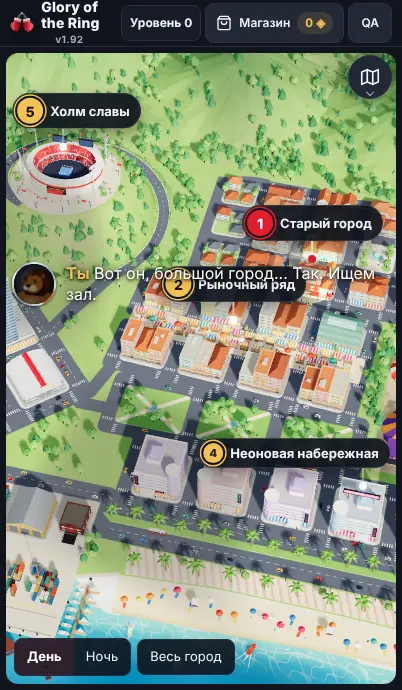 Glory of
the Ring
v1.92
Уровень 0
Магазин
0
QA
5 Холм славы
1 Старый город
Ты Вот он, большой город... Так. Ищем
зал.
2 Рыночный ряд
4 Неоновая набережная
День
Ночь
Весь город